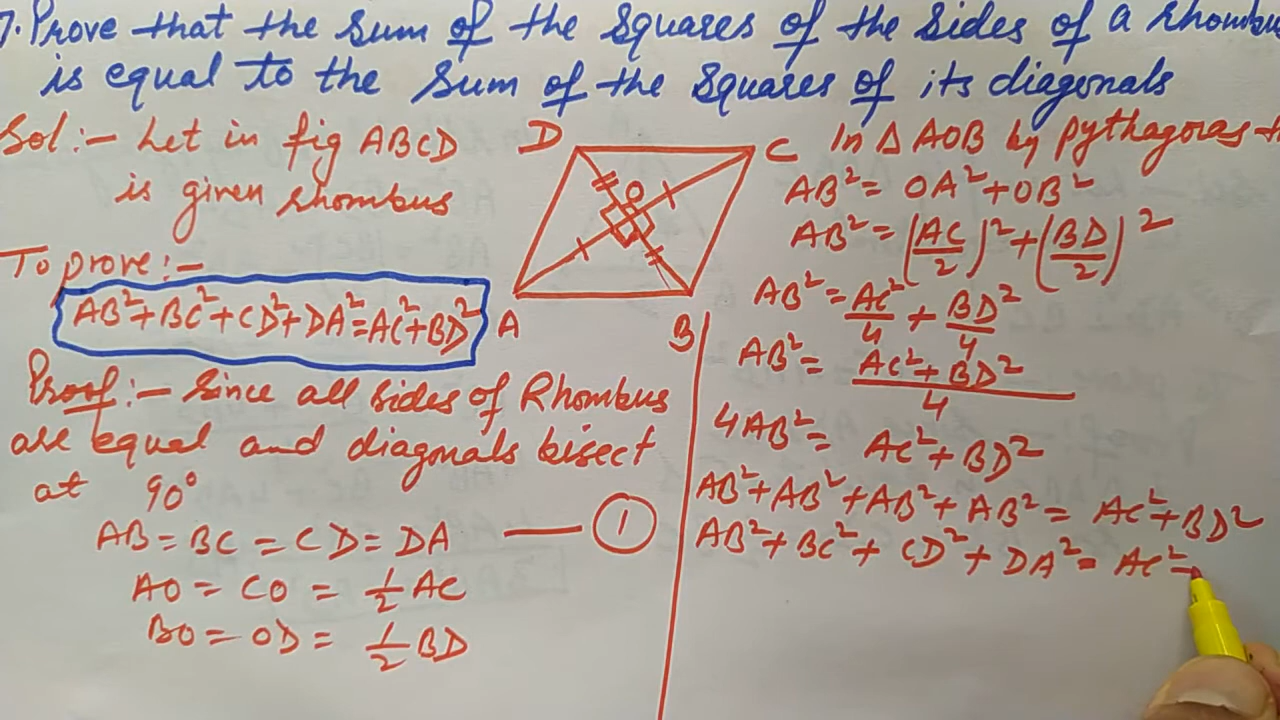 7. Prove that the sum of the squares of the sides of a rhombus
is equal to the sum of the squares of its diagonals
Sol :- Let in fig ABCD
is given rhombus
To prove :-
AB²+BC²+CD²+DA²=AC²+BD²
Proof :- Since all sides of Rhombus
are equal and diagonals bisect
at 90°
AB = BC = CD = DA —— ①
AO = CO = 1/2 AC
BO = OD = 1/2 BD
D
C
O
A
B
In Δ AOB by pythagoras
AB² = OA² + OB²
AB² = (AC/2)² + (BD/2)²
AB² = AC²/4 + BD²/4
AB² = AC² + BD²/4
4AB² = AC² + BD²
AB² + AB² + AB² + AB² = AC² + BD²
AB² + BC² + CD² + DA² = AC²